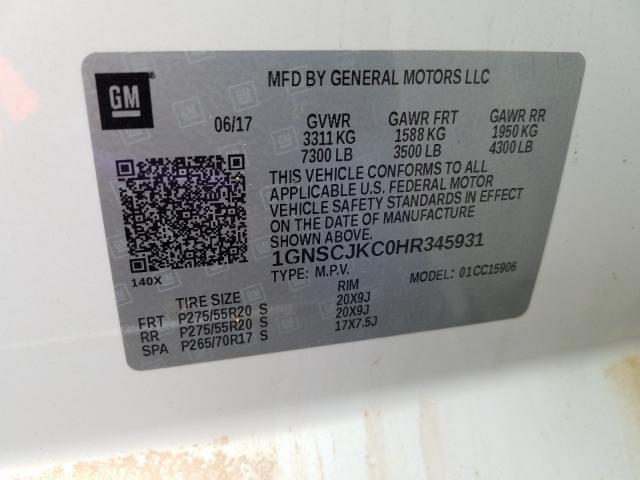 GM
MFD BY GENERAL MOTORS LLC
06/17 GVWR GAWR FRT GAWR RR
3311 KG 1588 KG 1950 KG
7300 LB 3500 LB 4300 LB
THIS VEHICLE CONFORMS TO ALL
APPLICABLE U.S. FEDERAL MOTOR
VEHICLE SAFETY STANDARDS IN EFFECT
ON THE DATE OF MANUFACTURE
SHOWN ABOVE.
1GNSCJKC0HR345931
TYPE: M.P.V. MODEL: 01CC15906
140X
TIRE SIZE RIM
FRT P275/55R20 S 20X9J
RR P275/55R20 S 20X9J
SPA P265/70R17 S 17X7.5J